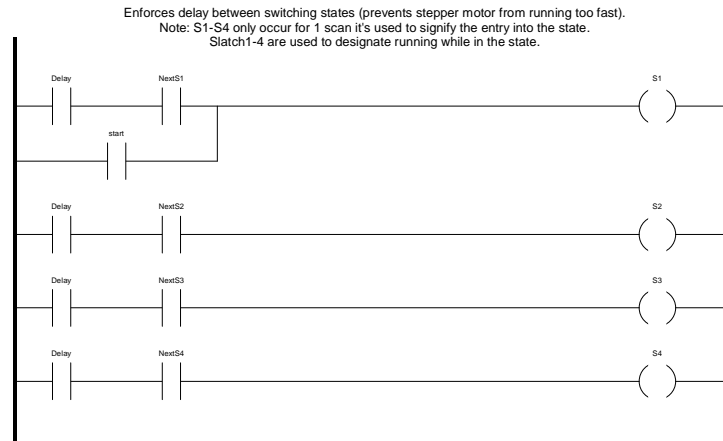 Enforces delay between switching states (prevents stepper motor from running too fast).
Note: S1-S4 only occur for 1 scan it's used to signify the entry into the state.
Slatch1-4 are used to designate running while in the state.
Delay NextS1 S1
start
Delay NextS2 S2
Delay NextS3 S3
Delay NextS4 S4